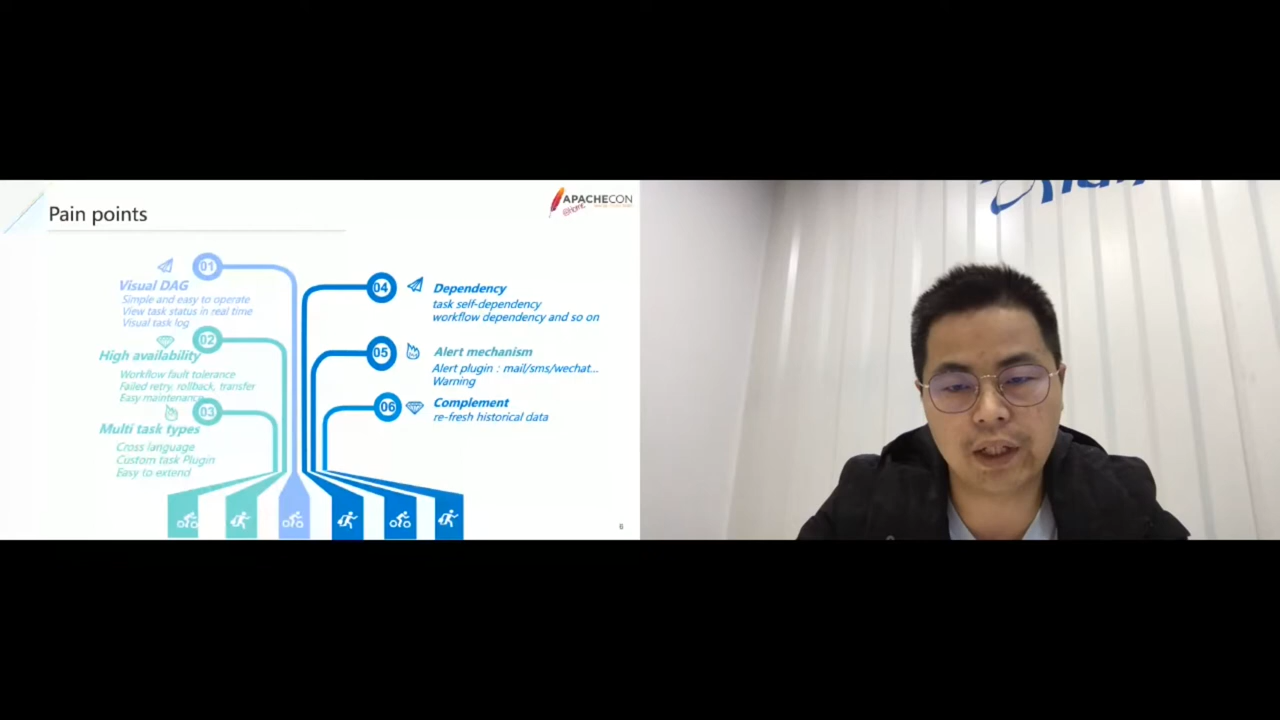 Pain points
APACHECON
@home
01
Visual DAG
Simple and easy to operate
View task status in real time
Visual task log
02
High availability
Workflow fault tolerance
Failed retry, rollback, transfer
Easy maintenance
03
Multi task types
Cross language
Custom task Plugin
Easy to extend
04
Dependency
task self-dependency
workflow dependency and so on
05
Alert mechanism
Alert plugin : mail/sms/wechat...
Warning
06
Complement
re-fresh historical data
6